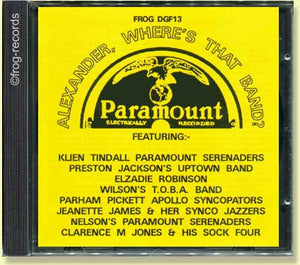 ©frog-records
FROG DGF13
ALEXANDER, WHERE'S THAT BAND?
Paramount
ELECTRICALLY RECORDED
FEATURING:-
KLIEN TINDALL PARAMOUNT SERENADERS
PRESTON JACKSON'S UPTOWN BAND
ELZADIE ROBINSON
WILSON'S T.O.B.A. BAND
PARHAM PICKETT APOLLO SYNCOPATORS
JEANETTE JAMES & HER SYNCO JAZZERS
NELSON'S PARAMOUNT SERENADERS
CLARENCE M JONES & HIS SOCK FOUR